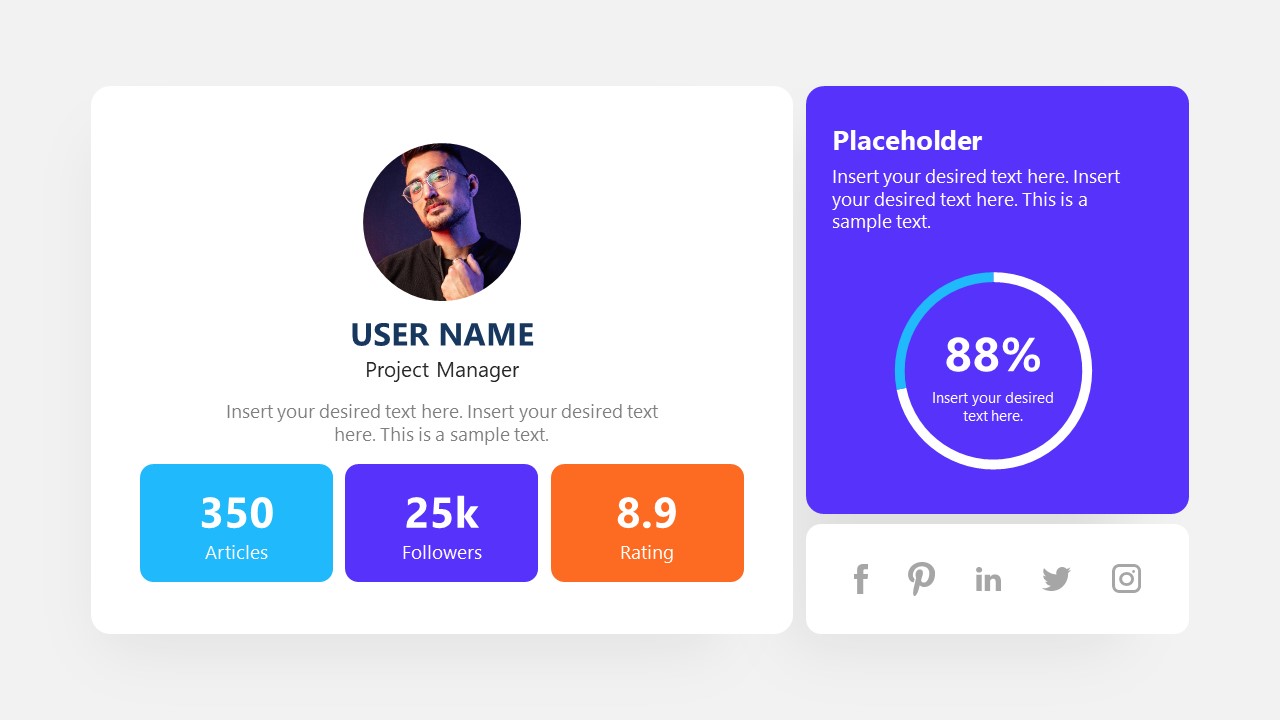 USER NAME
Project Manager
Insert your desired text here. Insert your desired text
here. This is a sample text.
350
Articles
25k
Followers
8.9
Rating
Placeholder
Insert your desired text here. Insert
your desired text here. This is a
sample text.
88%
Insert your desired
text here.